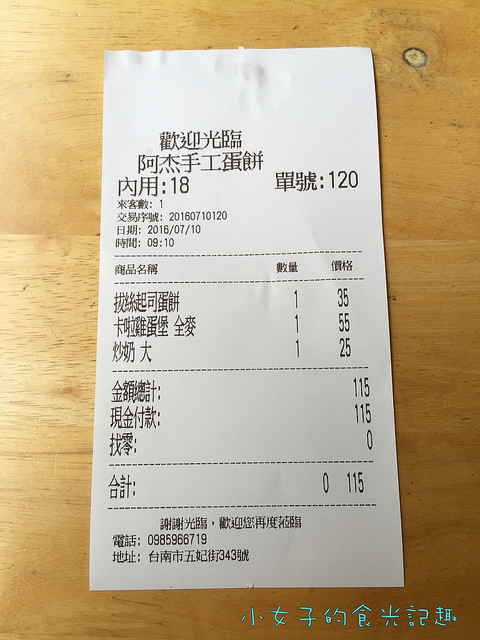 歡迎光臨
阿杰手工蛋餅
內用:18 單號:120
來客數: 1
交易序號: 20160710120
日期: 2016/07/10
時間: 09:10
商品名稱 數量 價格
拔絲起司蛋餅 1 35
卡啦雞蛋堡 全麥 1 55
炒奶 大 1 25
金額總計: 115
現金付款: 115
找零: 0
合計: 0 115
謝謝光臨,歡迎您再度蒞臨
電話: 0985966719
地址: 台南市五妃街343號
小女子的食光記趣